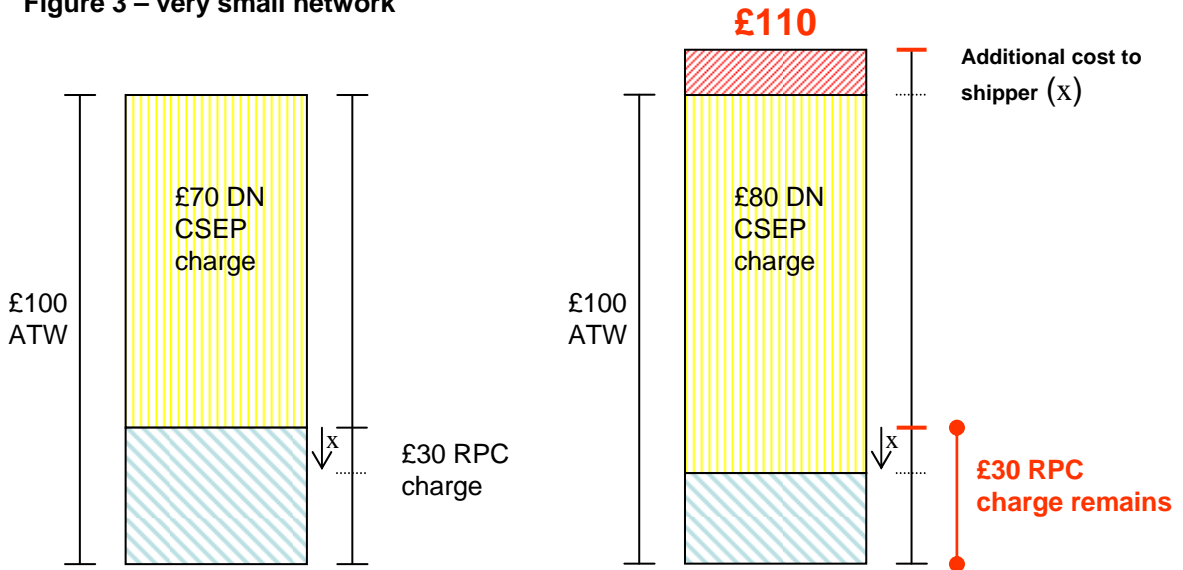 Figure 3 – very small network
£110
Additional cost to
shipper (x)
£70 DN
CSEP
charge
£80 DN
CSEP
charge
£100
ATW
£100
ATW
x
x
£30 RPC
charge
£30 RPC
charge remains